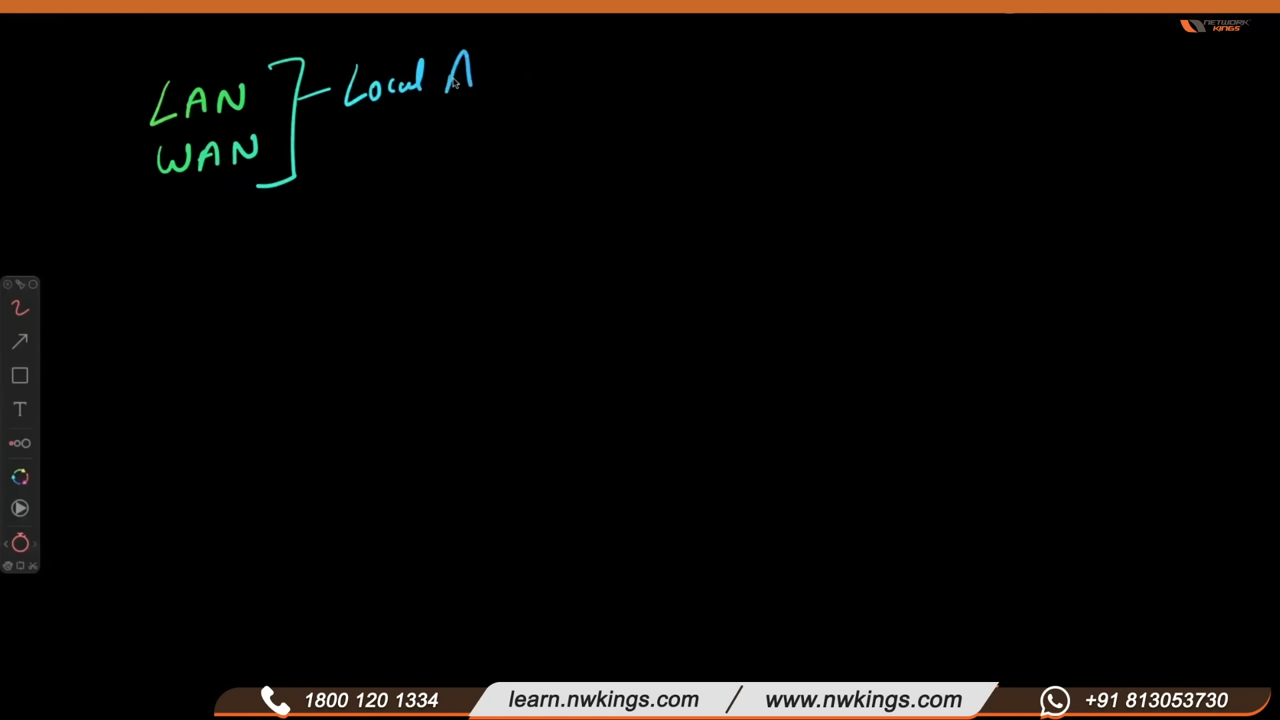 NETWORK
KINGS
LAN
Local A
WAN
T
1800 120 1334
learn.nwkings.com / www.nwkings.com
+91 813053730